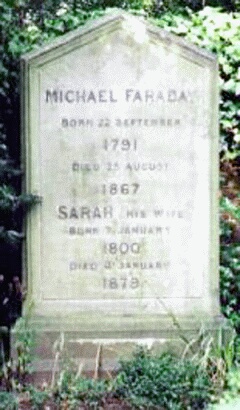 MICHAEL FARADAY
BORN 22 SEPTEMBER
1791
DIED 25 AUGUST
1867
SARAH HIS WIFE
BORN 7 JANUARY
1800
DIED 6 JANUARY
1879